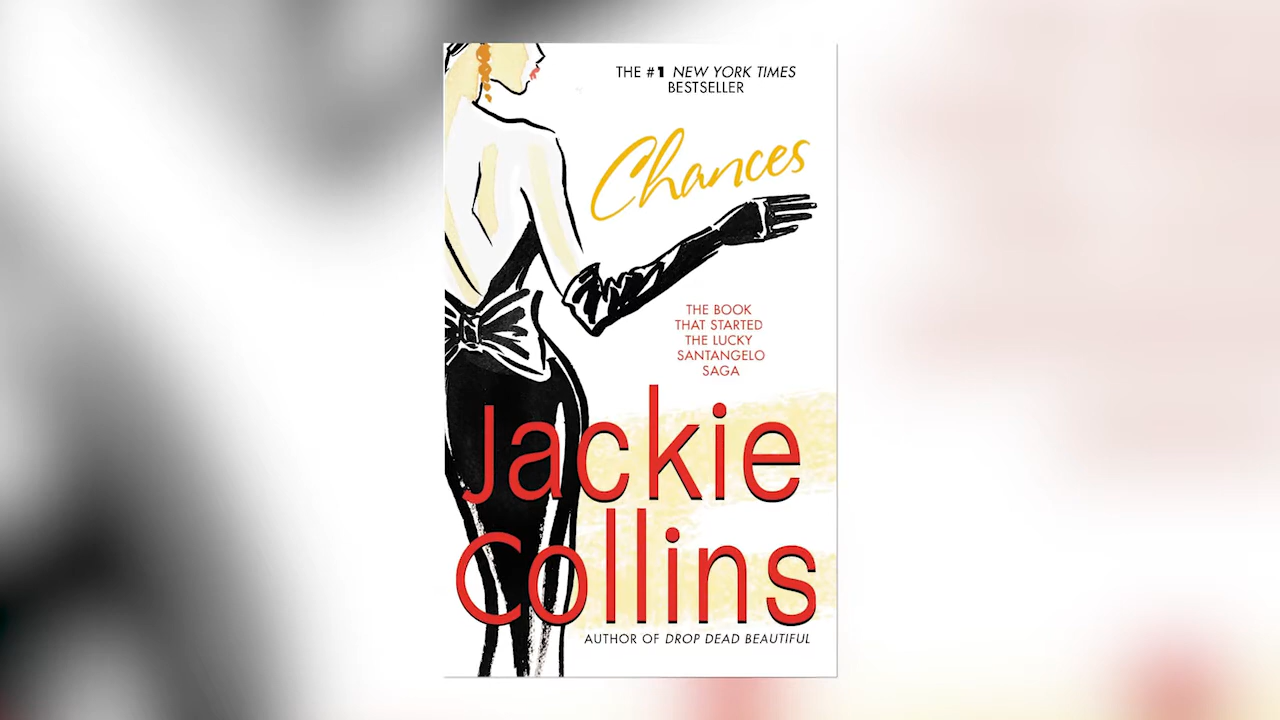 THE #1 NEW YORK TIMES
BESTSELLER
Chances
THE BOOK
THAT STARTED
THE LUCKY
SANTANGELO
SAGA
Jackie
Collins
AUTHOR OF DROP DEAD BEAUTIFUL